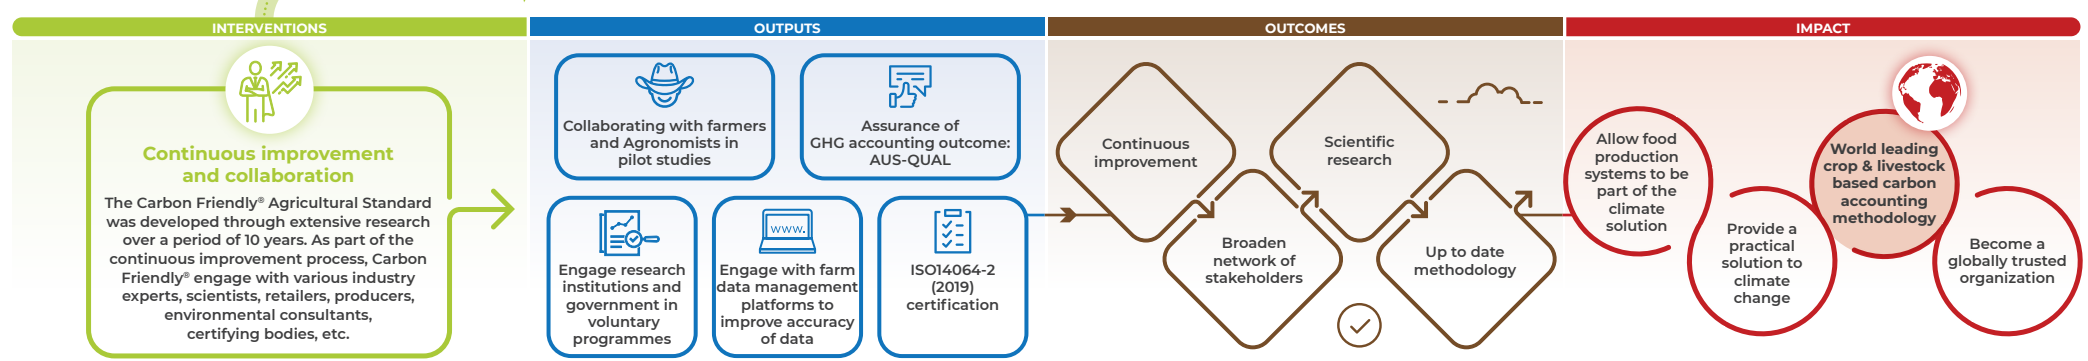 INTERVENTIONS
Continuous improvement
and collaboration
The Carbon Friendly® Agricultural Standard
was developed through extensive research
over a period of 10 years. As part of the
continuous improvement process, Carbon
Friendly® engage with various industry
experts, scientists, retailers, producers,
environmental consultants,
certifying bodies, etc.
OUTPUTS
Collaborating with farmers
and Agronomists in
pilot studies
Assurance of
GHG accounting outcome:
AUS-QUAL
Engage research
institutions and
government in
voluntary
programmes
www.
Engage with farm
data management
platforms to
improve accuracy
of data
ISO14064-2
(2019)
certification
OUTCOMES
Continuous
improvement
Broaden
network of
stakeholders
Scientific
research
Up to date
methodology
IMPACT
Allow food
production
systems to be
part of the
climate
solution
Provide a
practical
solution to
climate
change
World leading
crop & livestock
based carbon
accounting
methodology
Become a
globally trusted
organization